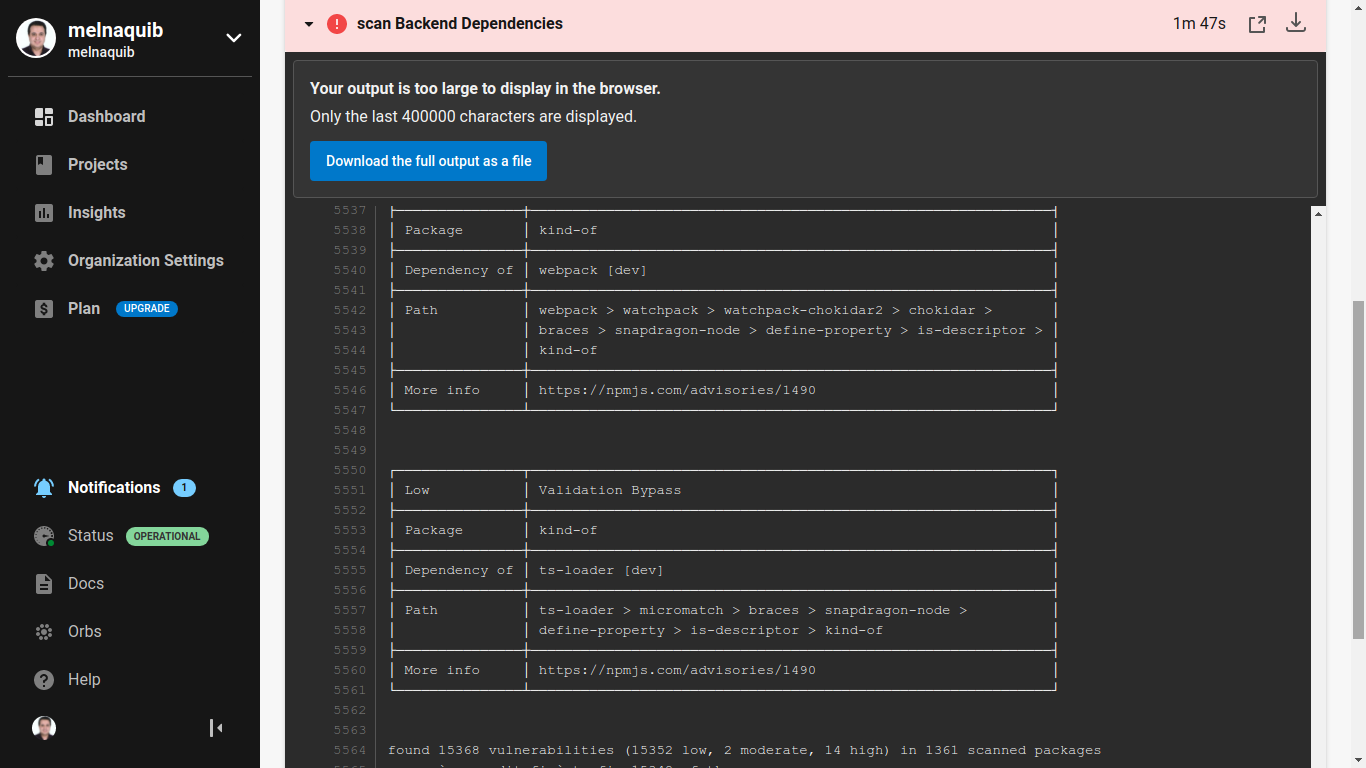 melnaquib
melnaquib
Dashboard
Projects
Insights
Organization Settings
Plan UPGRADE
Notifications 1
Status OPERATIONAL
Docs
Orbs
Help
scan Backend Dependencies 1m 47s
Your output is too large to display in the browser.
Only the last 400000 characters are displayed.
Download the full output as a file
5537
5538 Package kind-of
5539
5540 Dependency of webpack [dev]
5541
5542 Path webpack > watchpack > watchpack-chokidar2 > chokidar >
5543 braces > snapdragon-node > define-property > is-descriptor >
5544 kind-of
5545
5546 More info https://npmjs.com/advisories/1490
5547
5548
5549
5550
5551 Low Validation Bypass
5552
5553 Package kind-of
5554
5555 Dependency of ts-loader [dev]
5556
5557 Path ts-loader > micromatch > braces > snapdragon-node >
5558 define-property > is-descriptor > kind-of
5559
5560 More info https://npmjs.com/advisories/1490
5561
5562
5563
5564 found 15368 vulnerabilities (15352 low, 2 moderate, 14 high) in 1361 scanned packages